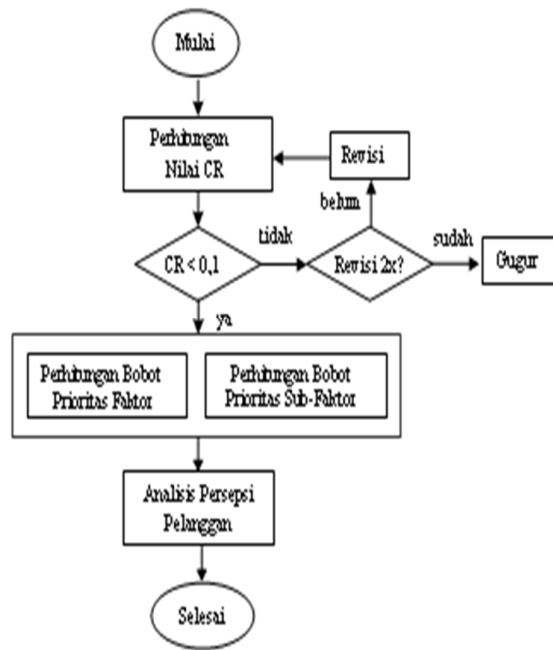 Mulai
Perhitungan
Nilai CR
Revisi
belum
tidak
sudah
CR < 0,1
Revisi 2x?
Gugur
ya
Perhitungan Bobot
Prioritas Faktor
Perhitungan Bobot
Prioritas Sub-Faktor
Analisis Persepsi
Pelanggan
Selesai